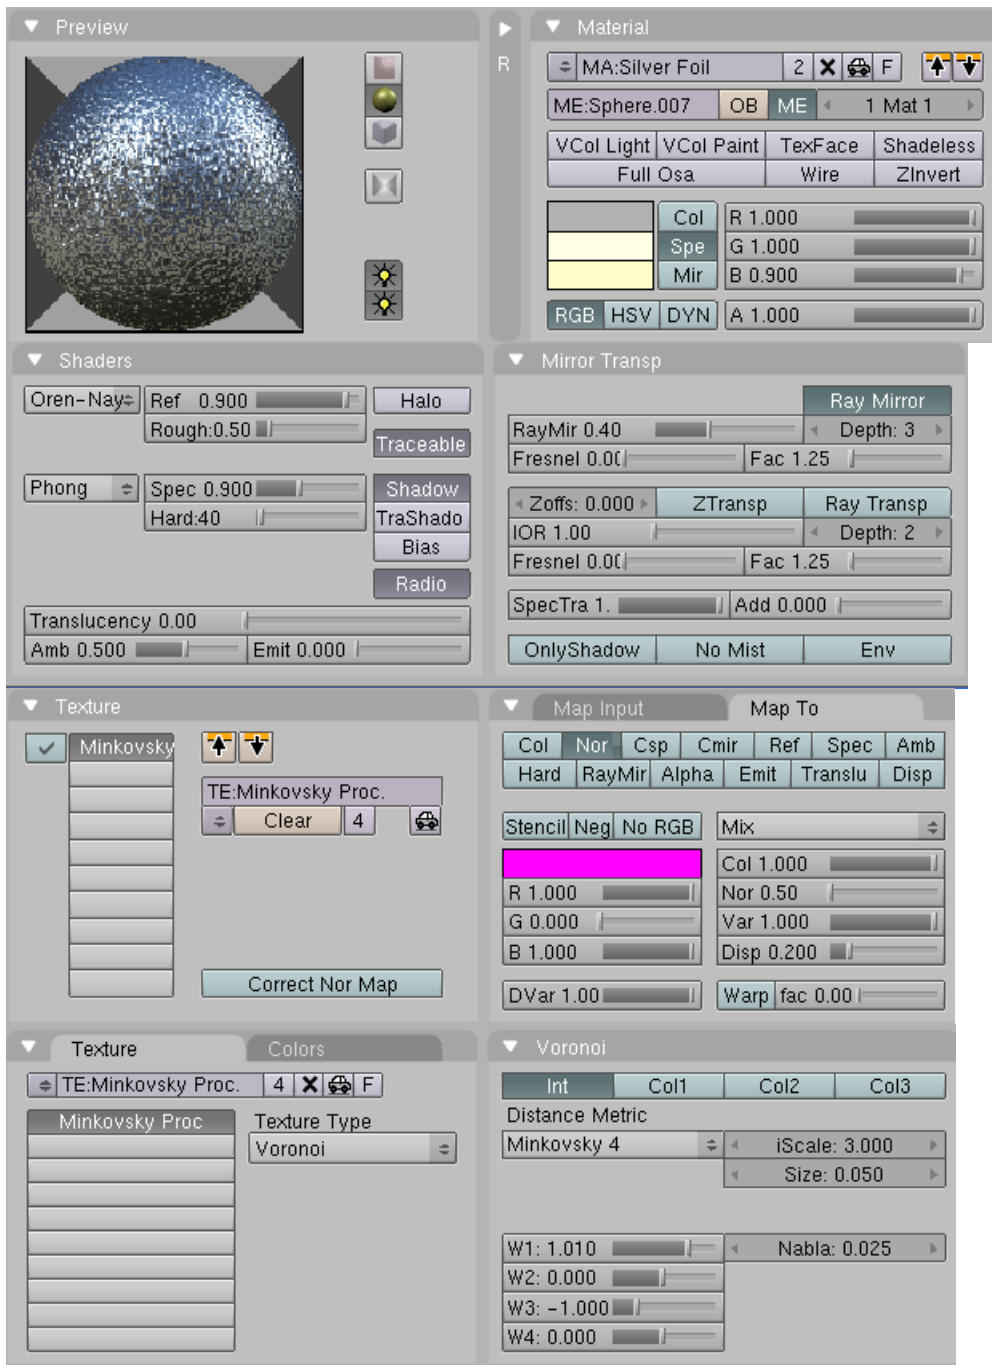 Preview
R
Material
MA:Silver Foil 2 F
ME:Sphere.007 OB ME 1 Mat 1
VCol Light VCol Paint TexFace Shadeless
Full Osa Wire ZInvert
Col R 1.000
Spe G 1.000
Mir B 0.900
RGB HSV DYN A 1.000
Shaders
Oren-Nay Ref 0.900 Halo
Rough:0.50
Traceable
Phong Spec 0.900 Shadow
Hard:40 TraShado
Bias
Radio
Translucency 0.00
Amb 0.500 Emit 0.000
Mirror Transp
Ray Mirror
RayMir 0.40 Depth: 3
Fresnel 0.0( Fac 1.25
Zoffs: 0.000 ZTransp Ray Transp
IOR 1.00 Depth: 2
Fresnel 0.0( Fac 1.25
SpecTra 1. Add 0.000
OnlyShadow No Mist Env
Texture
Minkovsky
TE:Minkovsky Proc.
Clear 4
Correct Nor Map
Map Input Map To
Col Nor Csp Cmir Ref Spec Amb
Hard RayMir Alpha Emit Translu Disp
Stencil Neg No RGB Mix
Col 1.000
R 1.000 Nor 0.50
G 0.000 Var 1.000
B 1.000 Disp 0.200
DVar 1.00 Warp fac 0.00
Texture Colors
TE:Minkovsky Proc. 4 F
Minkovsky Proc Texture Type
Voronoi
Voronoi
Int Col1 Col2 Col3
Distance Metric
Minkovsky 4 iScale: 3.000
Size: 0.050
W1: 1.010 Nabla: 0.025
W2: 0.000
W3: -1.000
W4: 0.000